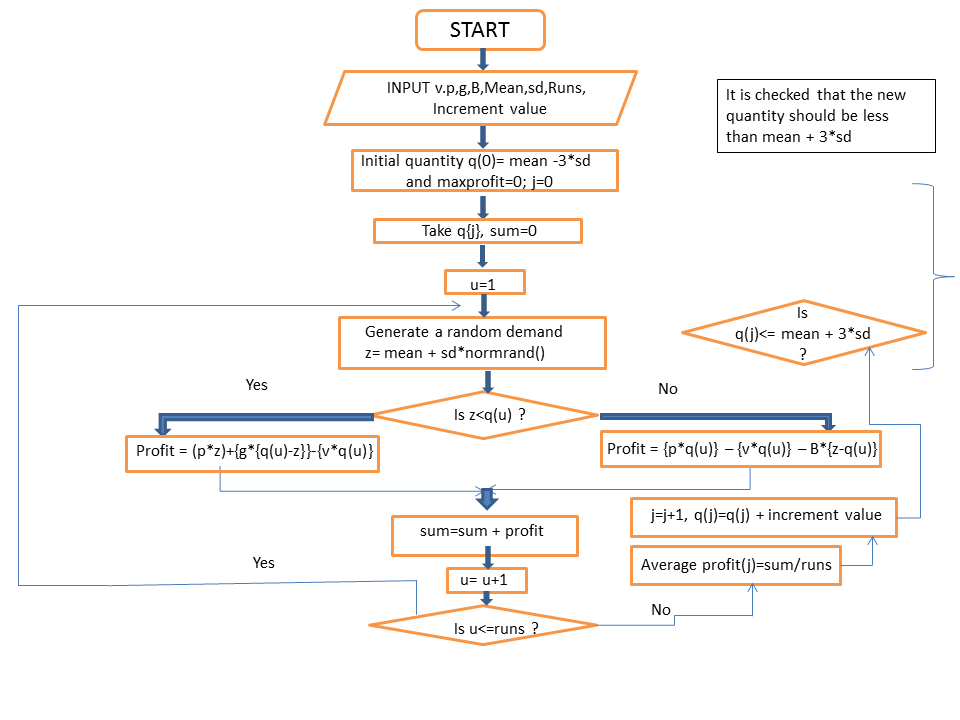 START
INPUT v.p,g,B,Mean,sd,Runs,
Increment value
It is checked that the new
quantity should be less
than mean + 3*sd
Initial quantity q(0)= mean -3*sd
and maxprofit=0; j=0
Take q{j}, sum=0
u=1
Generate a random demand
z= mean + sd*normrand()
Is
q(j)<= mean + 3*sd
?
Yes
No
Is z<q(u) ?
Profit = (p*z)+{g*{q(u)-z}}-{v*q(u)}
Profit = {p*q(u)} – {v*q(u)} – B*{z-q(u)}
sum=sum + profit
j=j+1, q(j)=q(j) + increment value
Yes
u= u+1
Average profit(j)=sum/runs
Is u<=runs ?
No